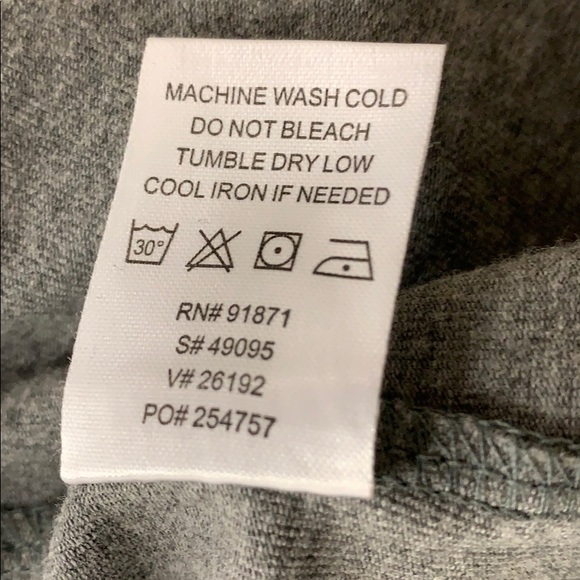 MACHINE WASH COLD
DO NOT BLEACH
TUMBLE DRY LOW
COOL IRON IF NEEDED
30°
RN# 91871
S# 49095
V# 26192
PO# 254757